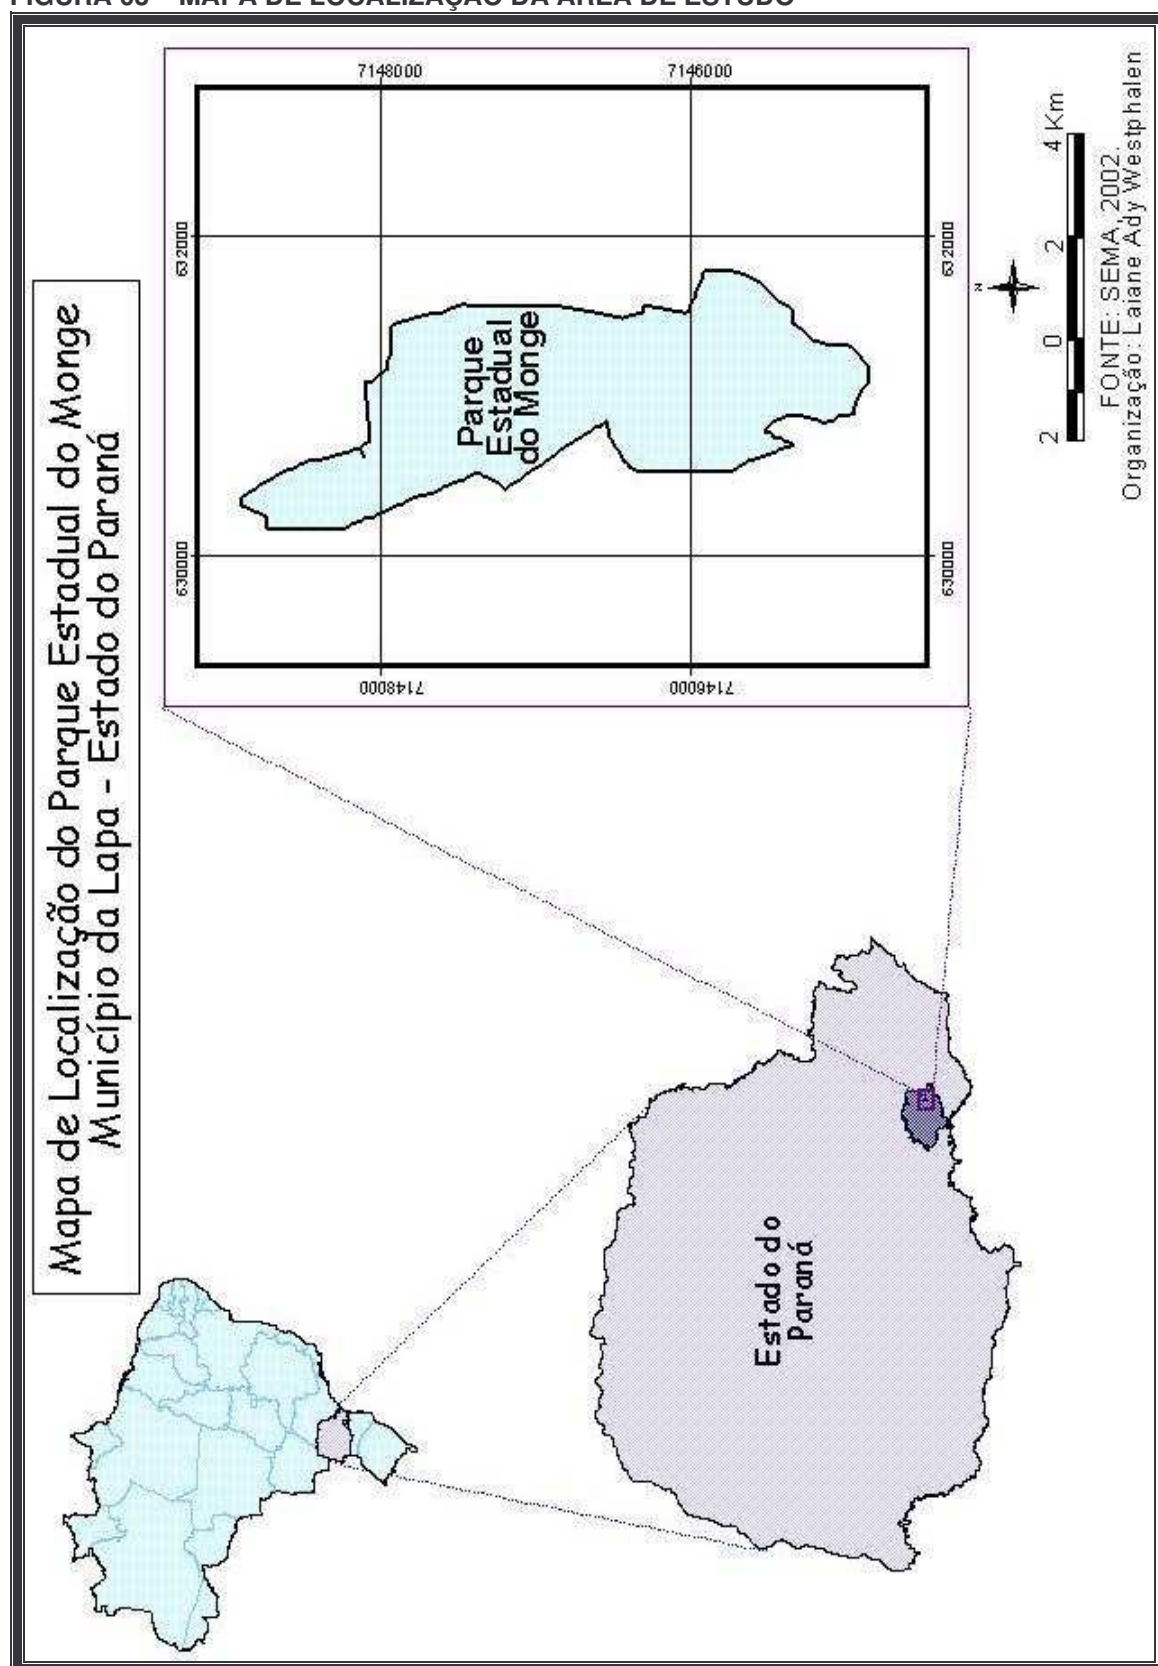 FIGURA 03 – MAPA DE LOCALIZAÇÃO DA ÁREA DE ESTUDO
Mapa de Localização do Parque Estadual do Monge
Município da Lapa - Estado do Paraná
630000
632000
7148000
7148000
Parque
Estadual
do Monge
7146000
7146000
630000
632000
Estado do
Paraná
N
2 0 2 4 Km
FONTE: SEMA, 2002.
Organização: Laiane Ady Westphalen